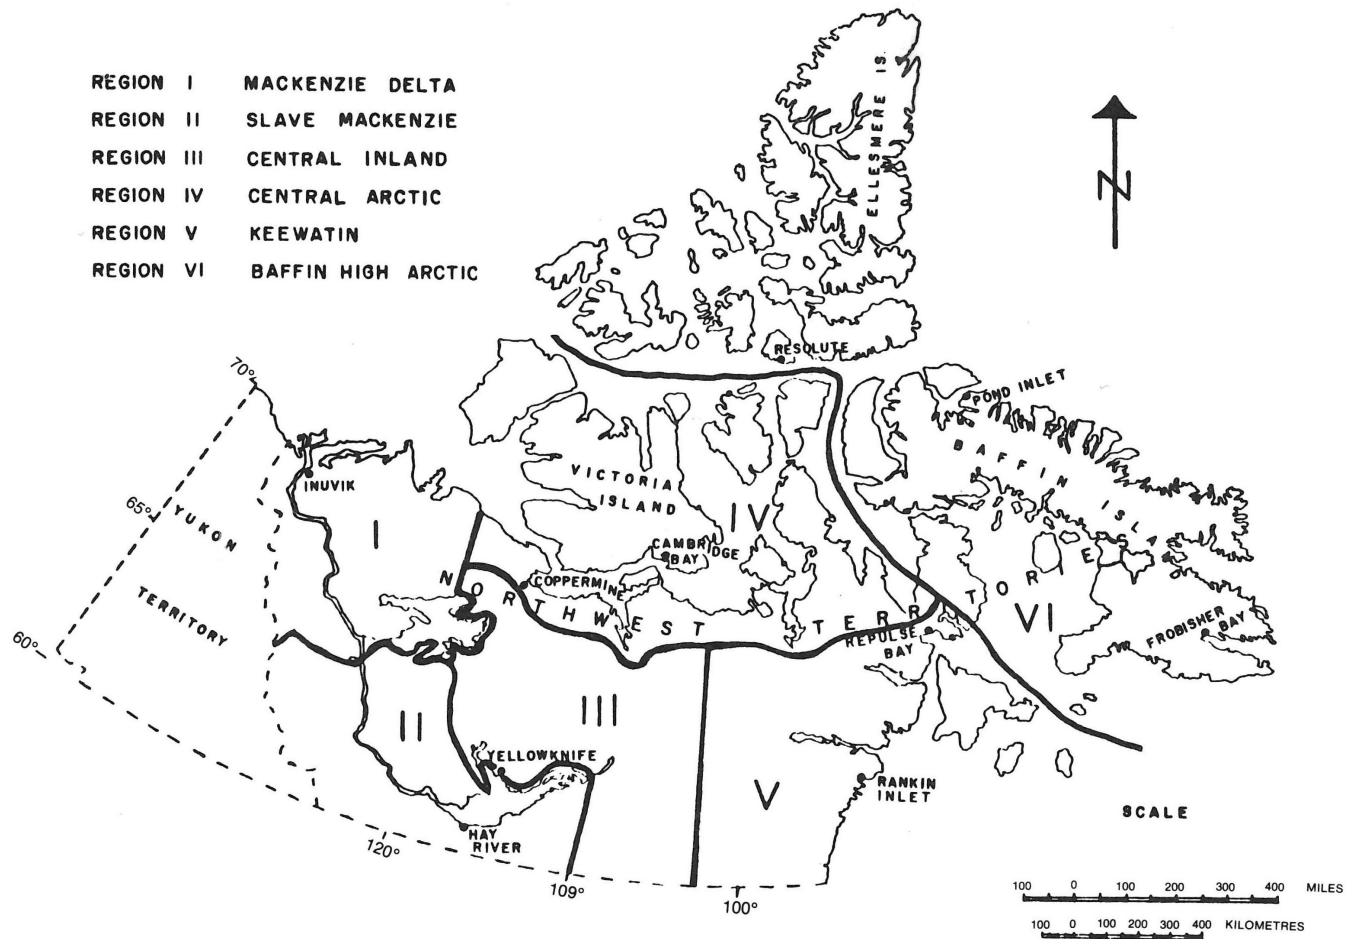 REGION I MACKENZIE DELTA
REGION II SLAVE MACKENZIE
REGION III CENTRAL INLAND
REGION IV CENTRAL ARCTIC
REGION V KEEWATIN
REGION VI BAFFIN HIGH ARCTIC
ELLESMERE IS.
N
RESOLUTE
70°
POND INLET
BAFFIN ISLA
INUVIK
VICTORIA
ISLAND
65°
YUKON
TERRITORY
I
IV
CAMBRIDGE
BAY
COPPERMINE
NORTHWEST TERRITORIES
VI
60°
REPULSE
BAY
FROBISHER
BAY
II
III
YELLOWKNIFE
V
RANKIN
INLET
HAY
RIVER
120°
109°
100°
SCALE
100 0 100 200 300 400 MILES
100 0 100 200 300 400 KILOMETRES